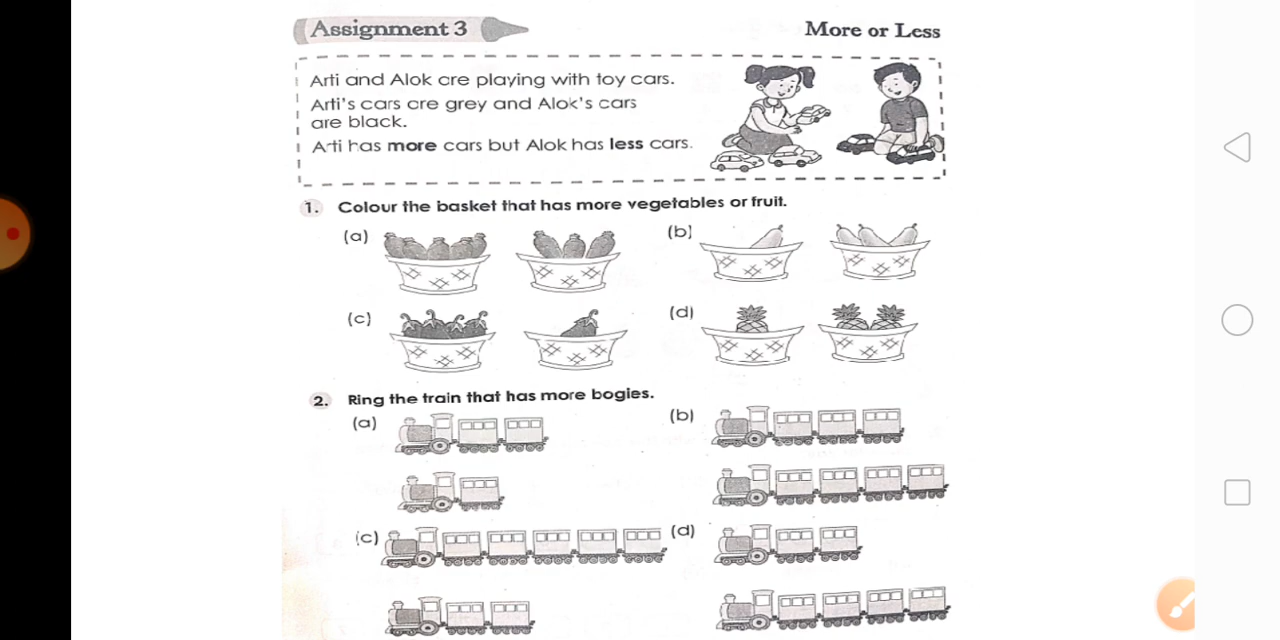 Assignment 3
More or Less
Arti and Alok are playing with toy cars.
Arti's cars are grey and Alok's cars
are black.
Arti has more cars but Alok has less cars.
1. Colour the basket that has more vegetables or fruit.
(a)
(b)
(c)
(d)
2. Ring the train that has more bogies.
(a)
(b)
(c)
(d)